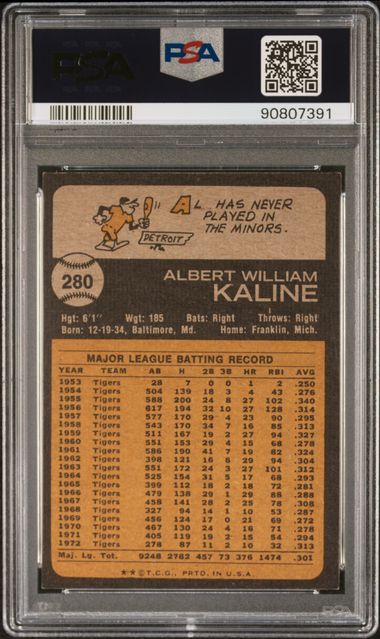 PSA
PSA
90807391
AL HAS NEVER
PLAYED IN
THE MINORS.
DETROIT
280
ALBERT WILLIAM
KALINE
Hgt: 6'1" Wgt: 185 Bats: Right Throws: Right
Born: 12-19-34, Baltimore, Md. Home: Franklin, Mich.
MAJOR LEAGUE BATTING RECORD
YEAR TEAM AB H 2B 3B HR RBI AVG
1953 Tigers 28 7 0 0 1 2 .250
1954 Tigers 504 139 18 3 4 43 .276
1955 Tigers 588 200 24 8 27 102 .340
1956 Tigers 617 194 32 10 27 128 .314
1957 Tigers 577 170 29 4 23 90 .295
1958 Tigers 543 170 34 7 16 85 .313
1959 Tigers 511 167 19 2 27 94 .327
1960 Tigers 551 153 29 4 15 68 .278
1961 Tigers 586 190 41 7 19 82 .324
1962 Tigers 398 121 16 6 29 94 .304
1963 Tigers 551 172 24 3 27 101 .312
1964 Tigers 525 154 31 5 17 68 .293
1965 Tigers 399 112 18 2 18 72 .281
1966 Tigers 479 138 29 1 29 88 .288
1967 Tigers 458 141 28 2 25 78 .308
1968 Tigers 327 94 14 1 10 53 .287
1969 Tigers 456 124 17 0 21 69 .272
1970 Tigers 467 130 24 4 16 71 .278
1971 Tigers 405 119 19 2 15 54 .294
1972 Tigers 278 87 11 2 10 32 .313
Maj. Lg. Tot. 9248 2782 457 73 376 1474 .301
★★©T.C.G., PRTD. IN U.S.A.